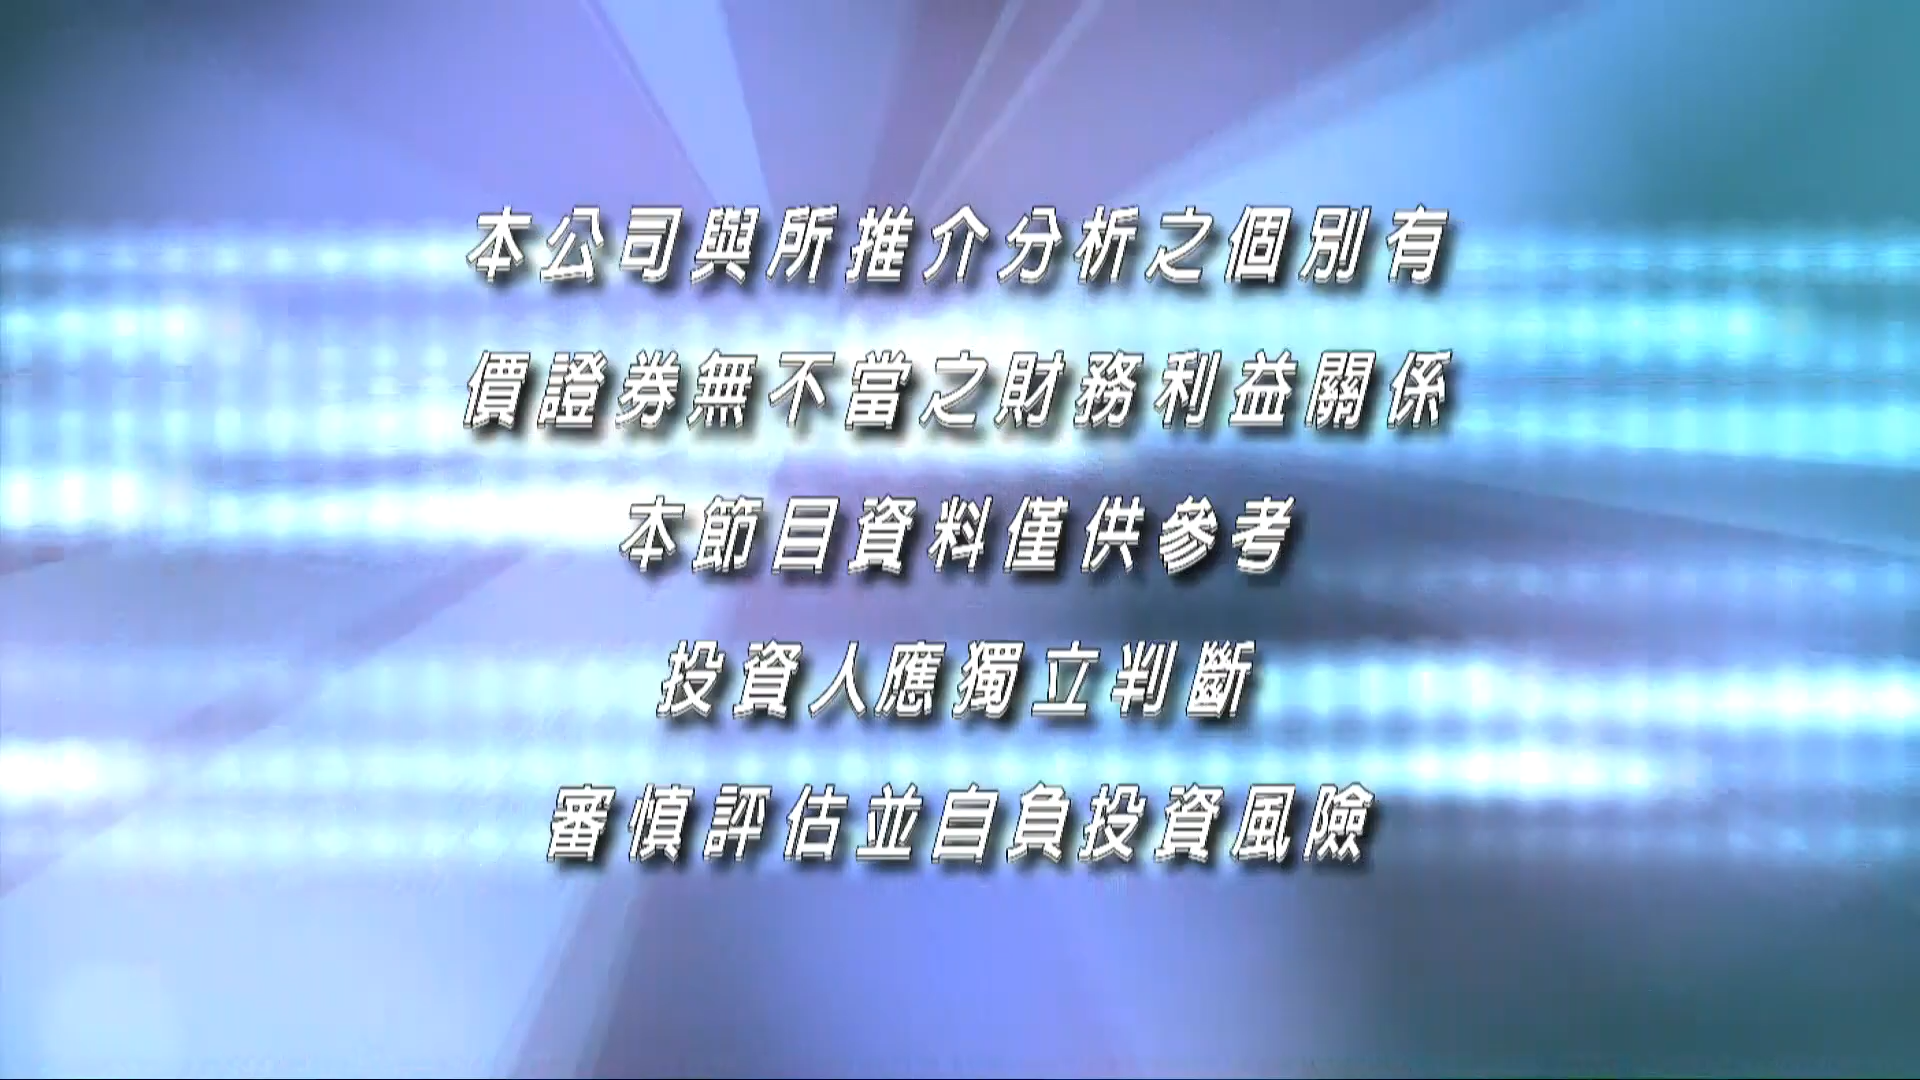 本公司與所推介分析之個別有
價證券無不當之財務利益關係
本節目資料僅供參考
投資人應獨立判斷
審慎評估並自負投資風險